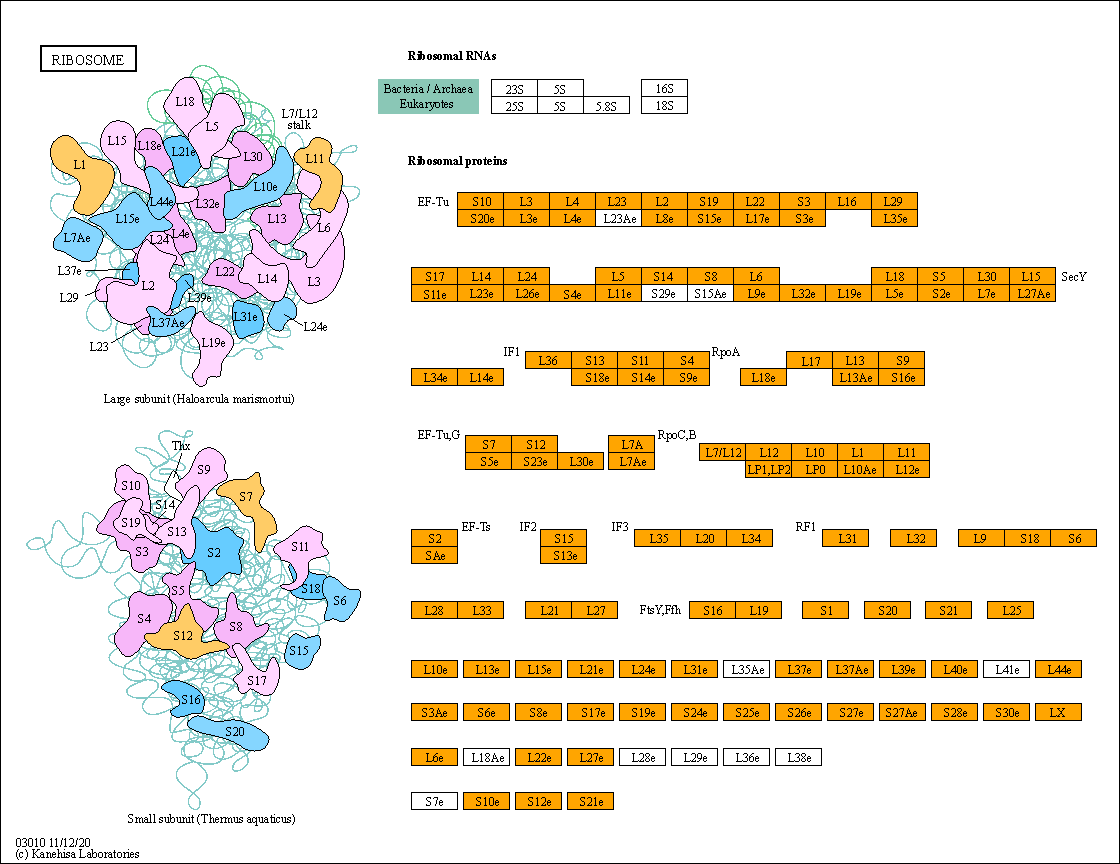 RIBOSOME
L18
L5
L7/L12
stalk
L15
L18e
L21e
L30
L11
L1
L10e
L44e
L32e
L15e
L13
L6
L7Ae
L24
L4e
L37e
L22
L14
L3
L29
L2
L39e
L37Ae
L31e
L24e
L23
L19e
Large subunit (Haloarcula marismortui)
Thx
S9
S10
S7
S14
S19
S13
S3
S2
S11
S5
S18
S6
S4
S12
S8
S15
S17
S16
S20
Small subunit (Thermus aquaticus)
03010 11/12/20
(c) Kanehisa Laboratories
Ribosomal RNAs
Bacteria / Archaea 23S 5S 16S
Eukaryotes 25S 5S 5.8S 18S
Ribosomal proteins
EF-Tu S10 L3 L4 L23 L2 S19 L22 S3 L16 L29
S20e L3e L4e L23Ae L8e S15e L17e S3e L35e
S17 L14 L24 L5 S14 S8 L6 L18 S5 L30 L15 SecY
S11e L23e L26e S4e L11e S29e S15Ae L9e L32e L19e L5e S2e L7e L27Ae
IF1 L36 S13 S11 S4 RpoA L17 L13 S9
L34e L14e S18e S14e S9e L18e L13Ae S16e
EF-Tu,G S7 S12 L7A RpoC,B L7/L12 L12 L10 L1 L11
S5e S23e L30e L7Ae LP1,LP2 LP0 L10Ae L12e
S2 EF-Ts IF2 S15 IF3 L35 L20 L34 RF1 L31 L32 L9 S18 S6
SAe S13e
L28 L33 L21 L27 FtsY,Ffh S16 L19 S1 S20 S21 L25
L10e L13e L15e L21e L24e L31e L35Ae L37e L37Ae L39e L40e L41e L44e
S3Ae S6e S8e S17e S19e S24e S25e S26e S27e S27Ae S28e S30e LX
L6e L18Ae L22e L27e L28e L29e L36e L38e
S7e S10e S12e S21e